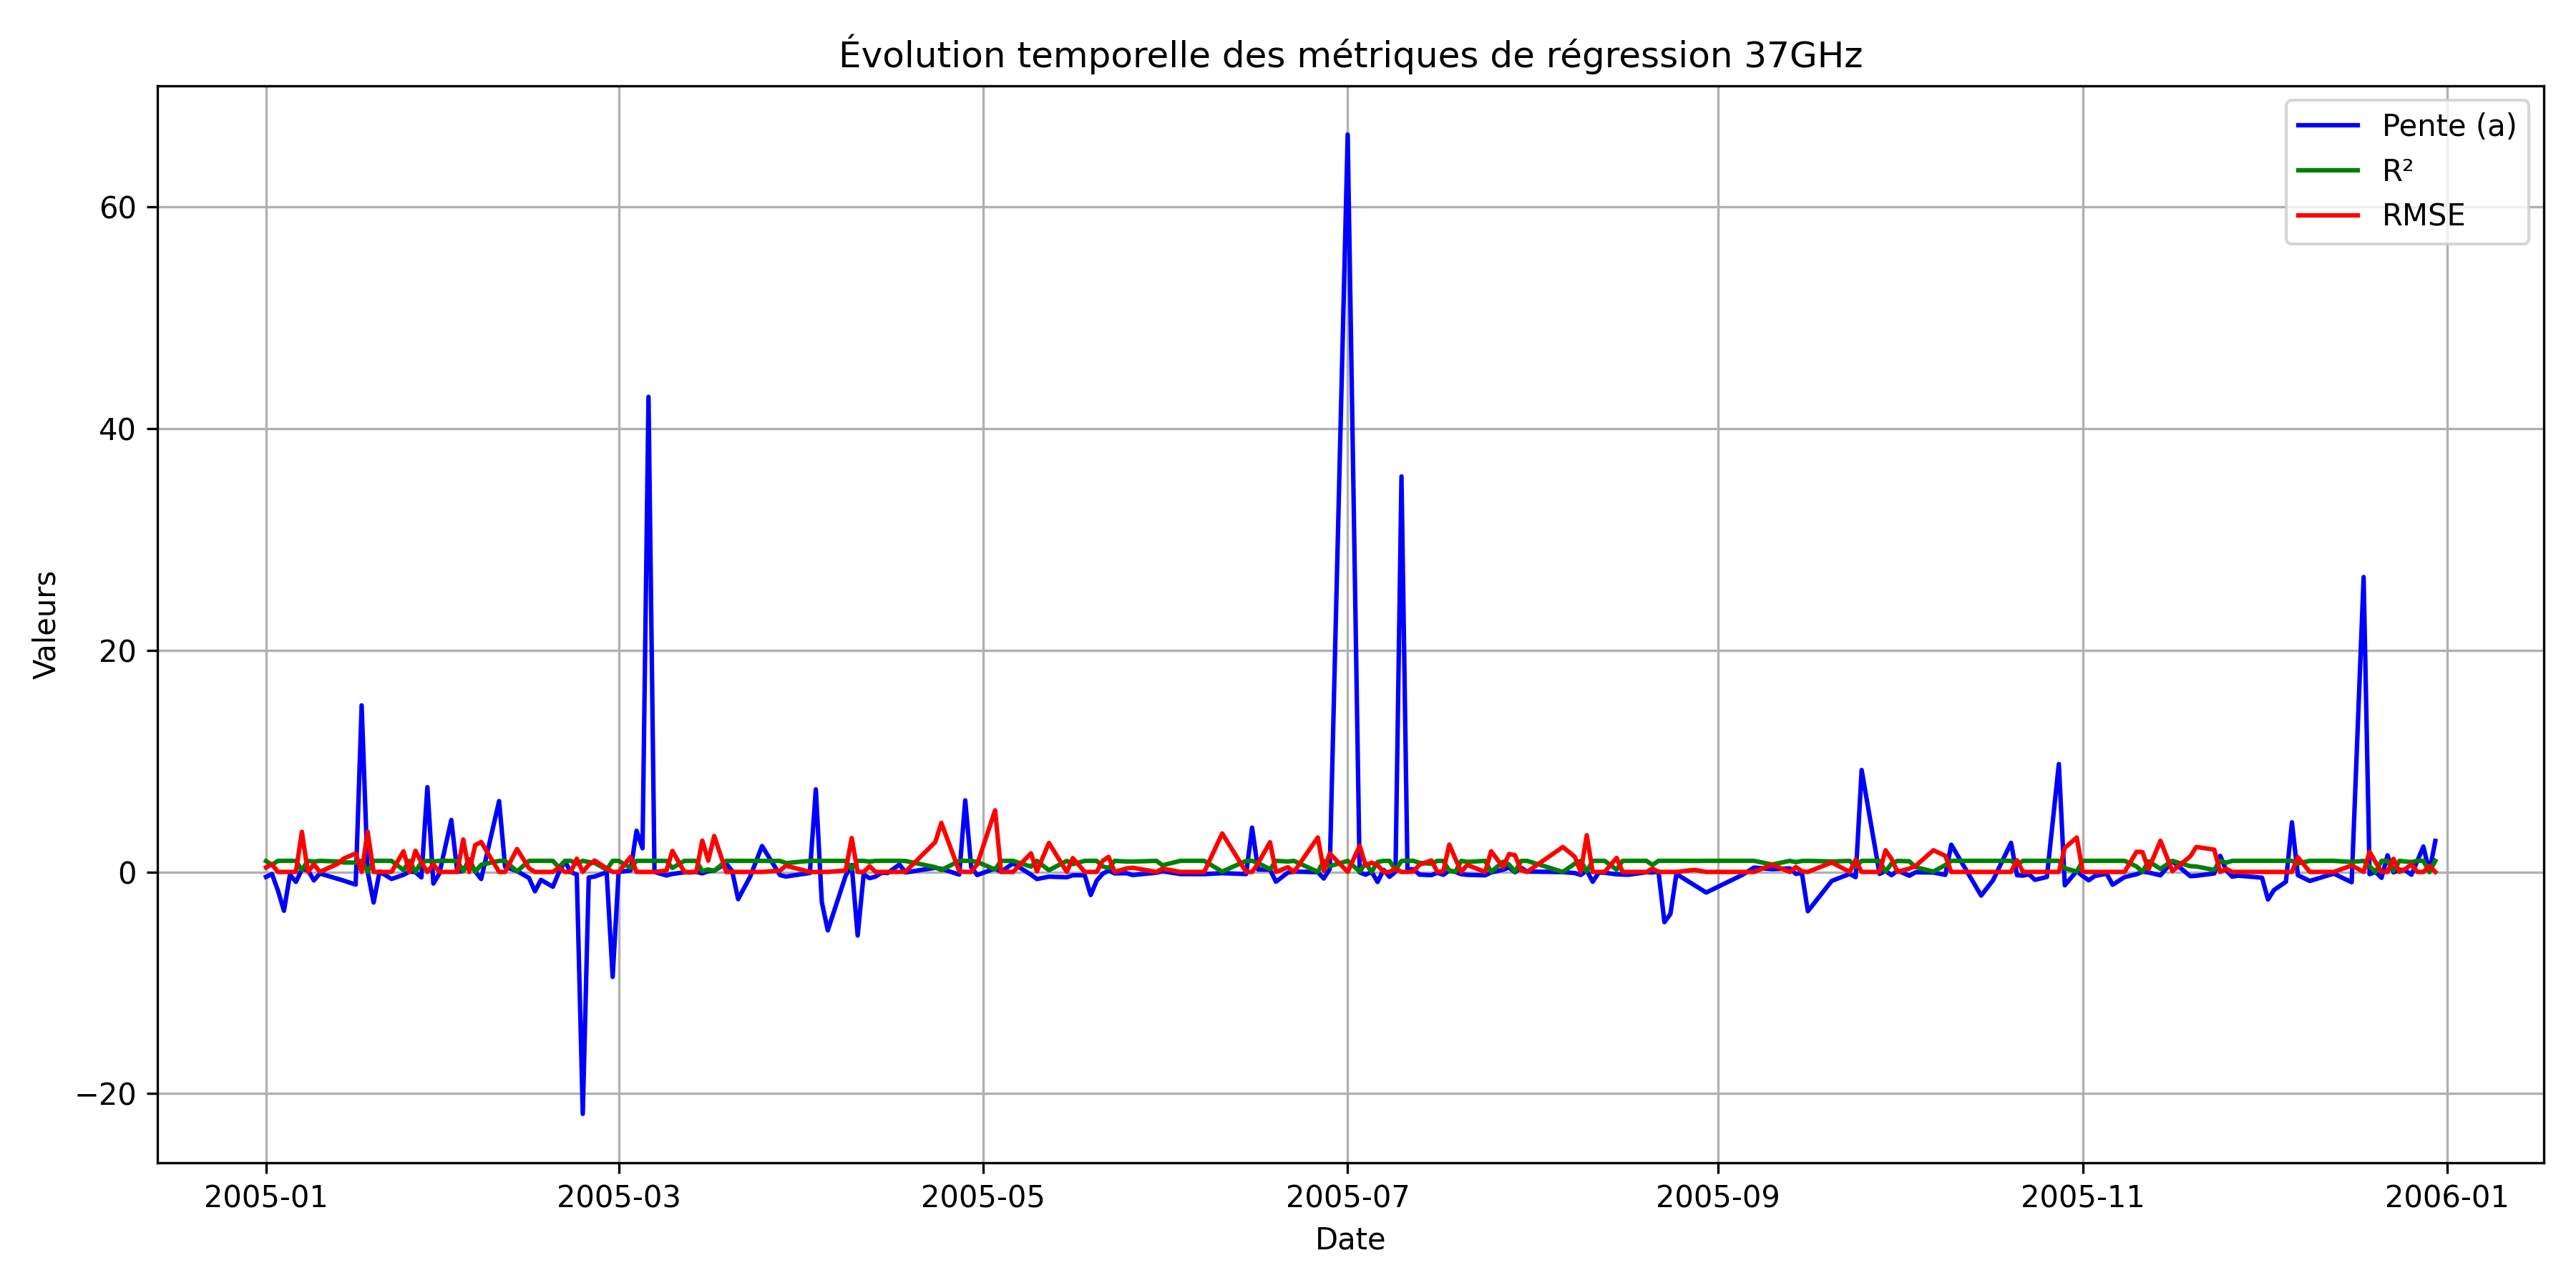 Évolution temporelle des métriques de régression 37GHz
Pente (a)
R²
RMSE
60
40
20
0
−20
Valeurs
2005-01
2005-03
2005-05
2005-07
2005-09
2005-11
2006-01
Date